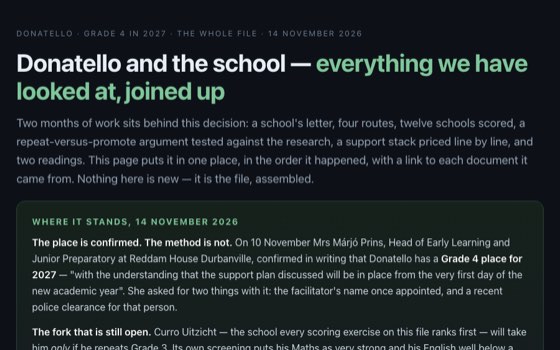 DONATELLO · GRADE 4 IN 2027 · THE WHOLE FILE · 14 NOVEMBER 2026
Donatello and the school — everything we have
looked at, joined up
Two months of work sits behind this decision: a school's letter, four routes, twelve schools scored, a
repeat-versus-promote argument tested against the research, a support stack priced line by line, and
two readings. This page puts it in one place, in the order it happened, with a link to each document it
came from. Nothing here is new — it is the file, assembled.
WHERE IT STANDS, 14 NOVEMBER 2026
The place is confirmed. The method is not. On 10 November Mrs Márjó Prins, Head of Early Learning and
Junior Preparatory at Reddam House Durbanville, confirmed in writing that Donatello has a Grade 4 place for
2027 — "with the understanding that the support plan discussed will be in place from the very first day of the
new academic year". She asked for two things with it: the facilitator's name once appointed, and a recent
police clearance for that person.
The fork that is still open. Curro Uitzicht — the school every scoring exercise on this file ranks first — will take
him only if he repeats Grade 3. Its own screening puts his Maths as very strong and his English well below a